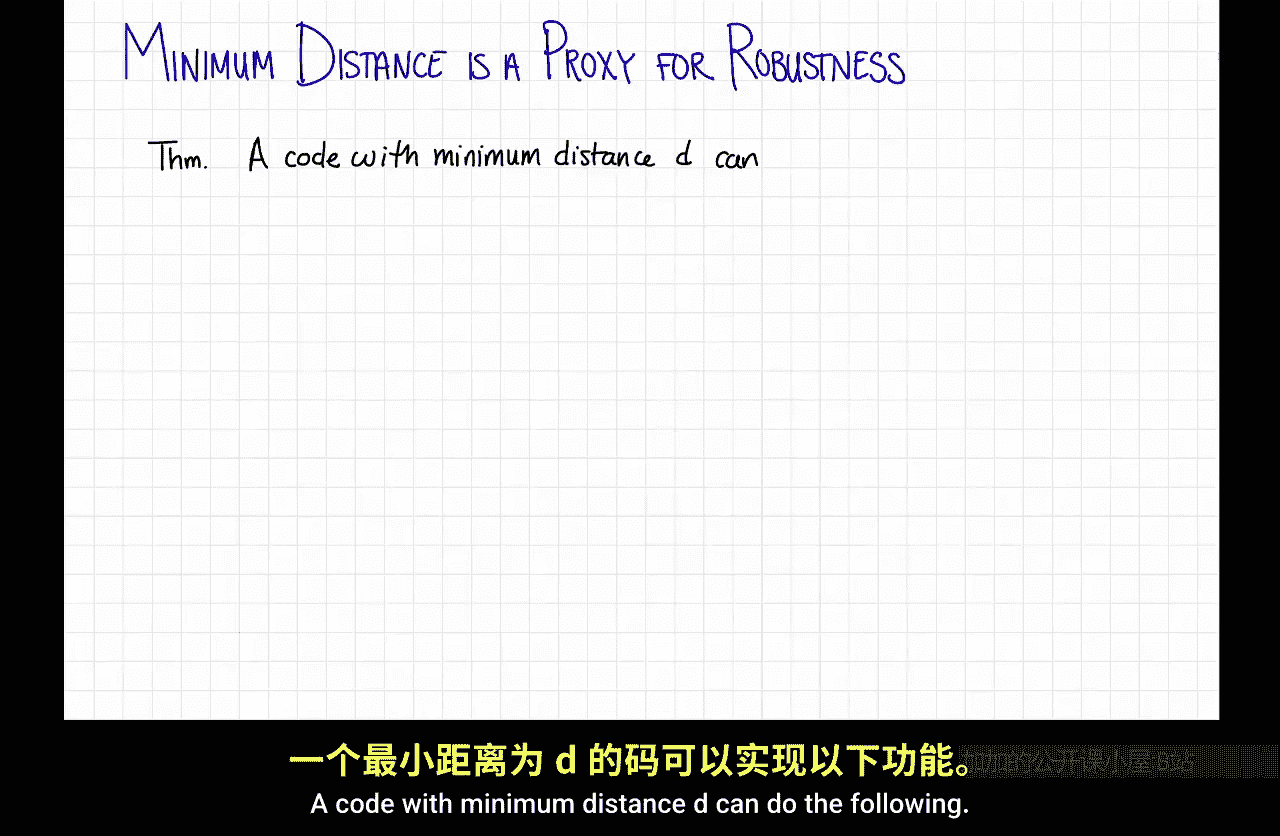 MINIMUM DISTANCE IS A PROXY FOR ROBUSTNESS
Thm. A code with minimum distance d can
一个最小距离为 d 的码可以实现以下功能。
A code with minimum distance d can do the following.